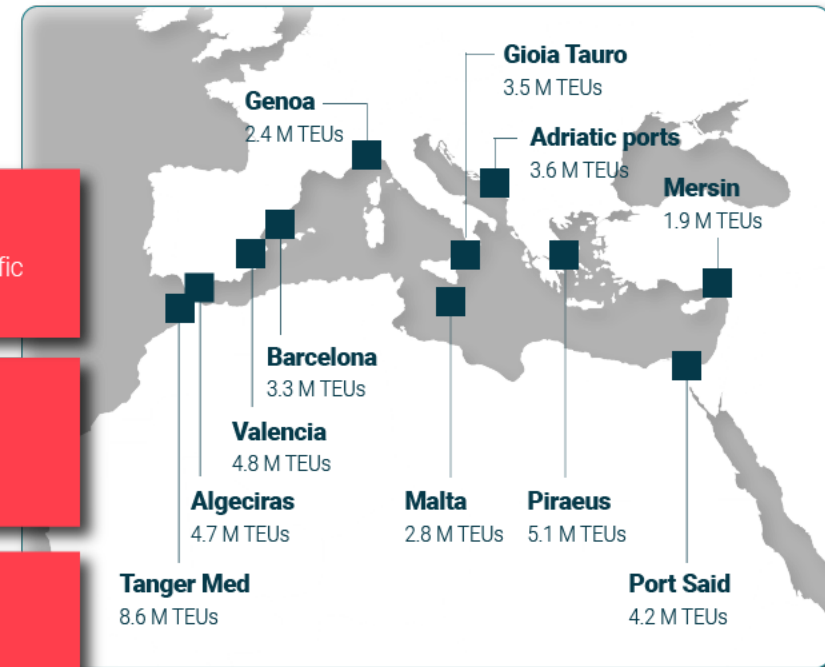 Gioia Tauro
3.5 M TEUs
Genoa
2.4 M TEUs
Adriatic ports
3.6 M TEUs
Mersin
1.9 M TEUs
Barcelona
3.3 M TEUs
Valencia
4.8 M TEUs
Algeciras
4.7 M TEUs
Malta
2.8 M TEUs
Piraeus
5.1 M TEUs
Tanger Med
8.6 M TEUs
Port Said
4.2 M TEUs